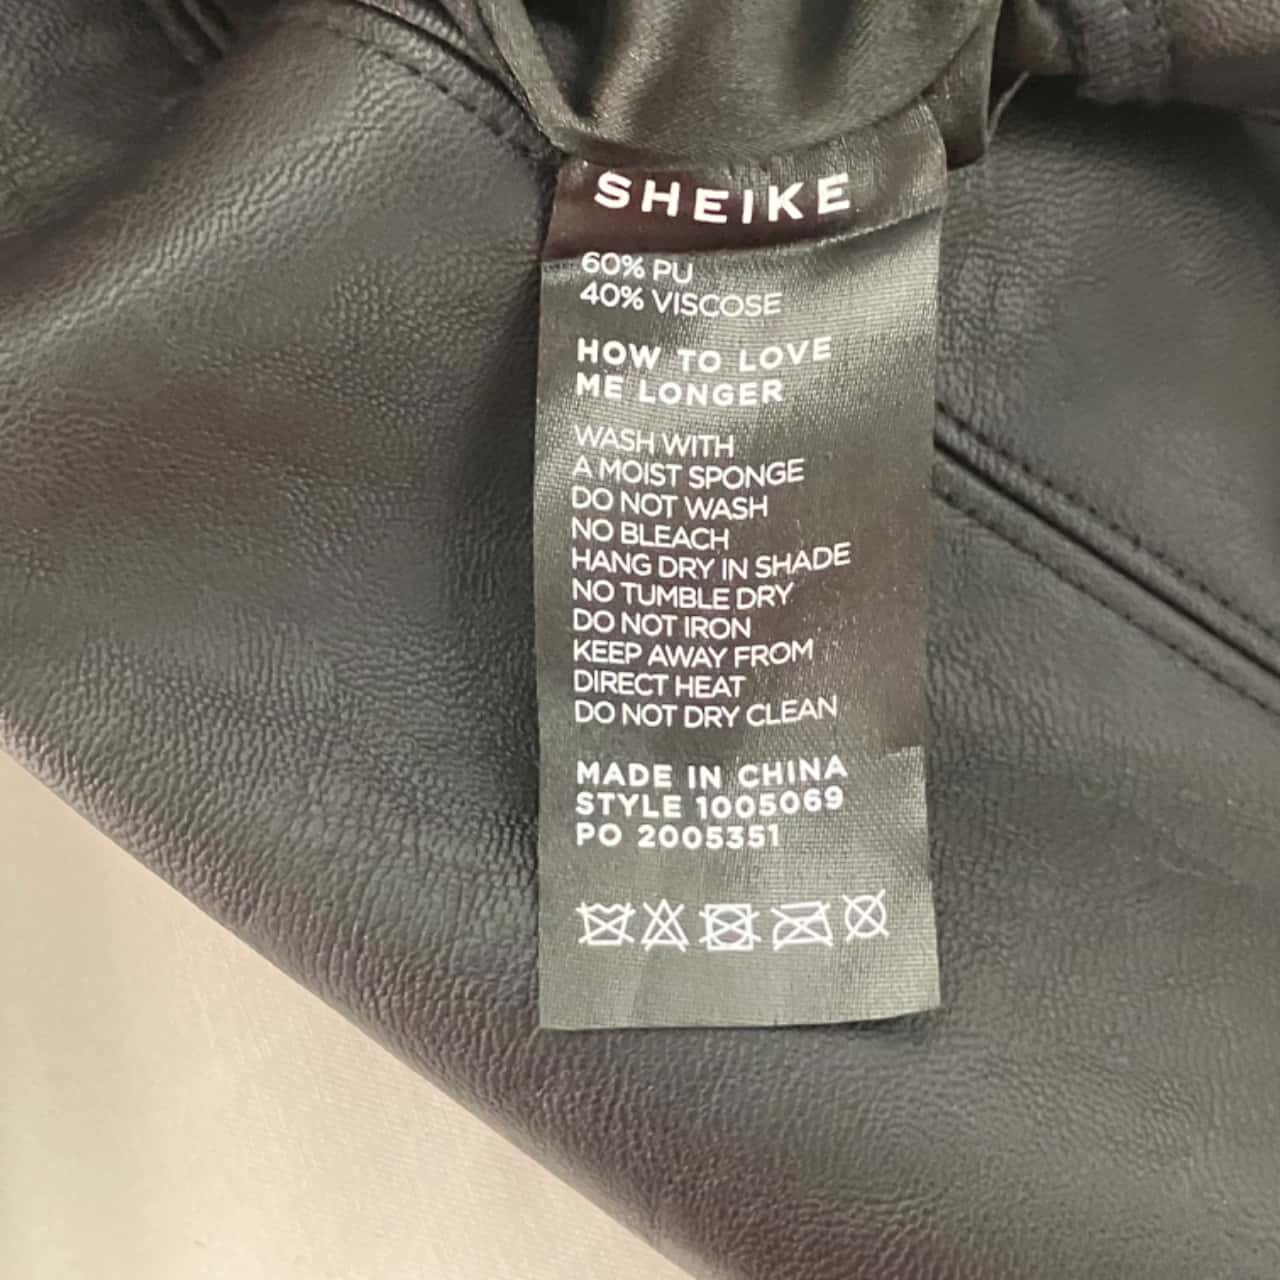 SHEIKE
60% PU
40% VISCOSE
HOW TO LOVE
ME LONGER
WASH WITH
A MOIST SPONGE
DO NOT WASH
NO BLEACH
HANG DRY IN SHADE
NO TUMBLE DRY
DO NOT IRON
KEEP AWAY FROM
DIRECT HEAT
DO NOT DRY CLEAN
MADE IN CHINA
STYLE 1005069
PO 2005351